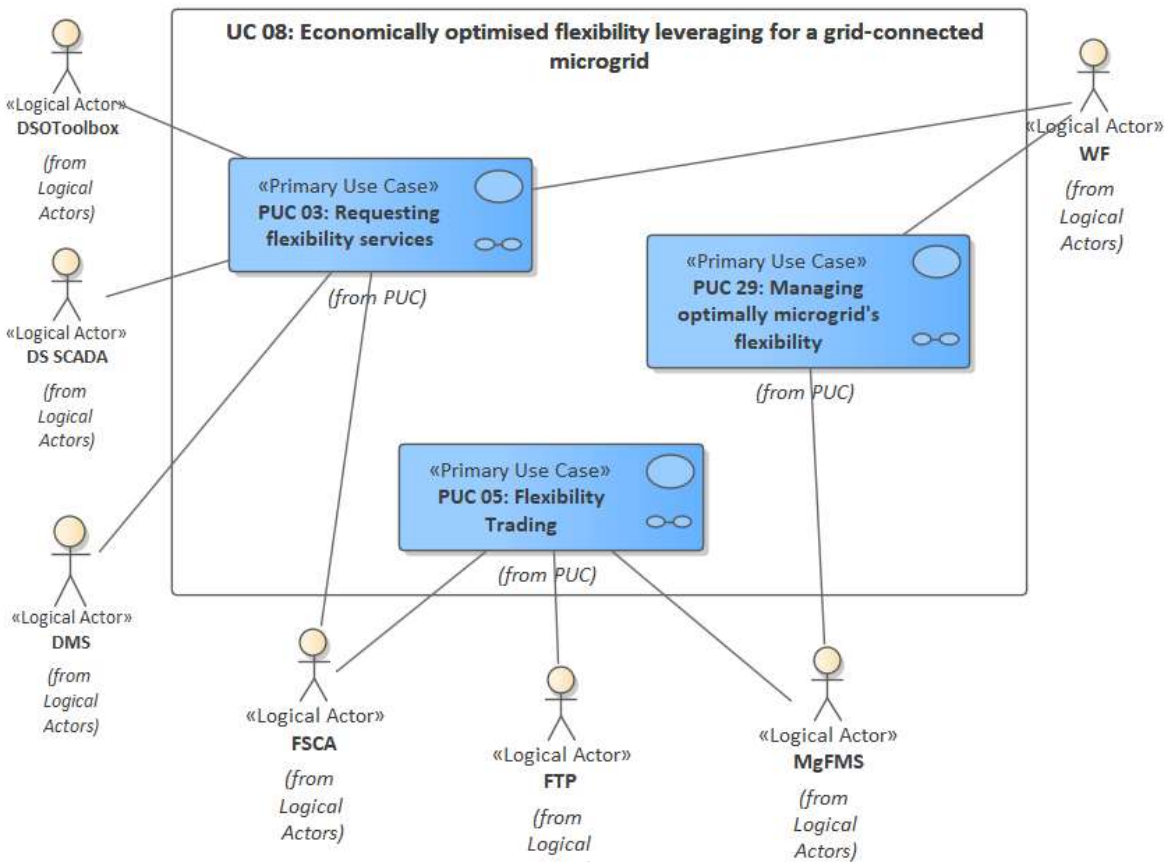 UC 08: Economically optimised flexibility leveraging for a grid-connected
microgrid
«Logical Actor»
DSOToolbox
(from
Logical
Actors)
«Logical Actor»
WF
(from
Logical
Actors)
«Primary Use Case»
PUC 03: Requesting
flexibility services
(from PUC)
«Primary Use Case»
PUC 29: Managing
optimally microgrid's
flexibility
(from PUC)
«Logical Actor»
DS SCADA
(from
Logical
Actors)
«Primary Use Case»
PUC 05: Flexibility
Trading
(from PUC)
«Logical Actor»
DMS
(from
Logical
Actors)
«Logical Actor»
FSCA
(from
Logical
Actors)
«Logical Actor»
FTP
(from
Logical
«Logical Actor»
MgFMS
(from
Logical
Actors)